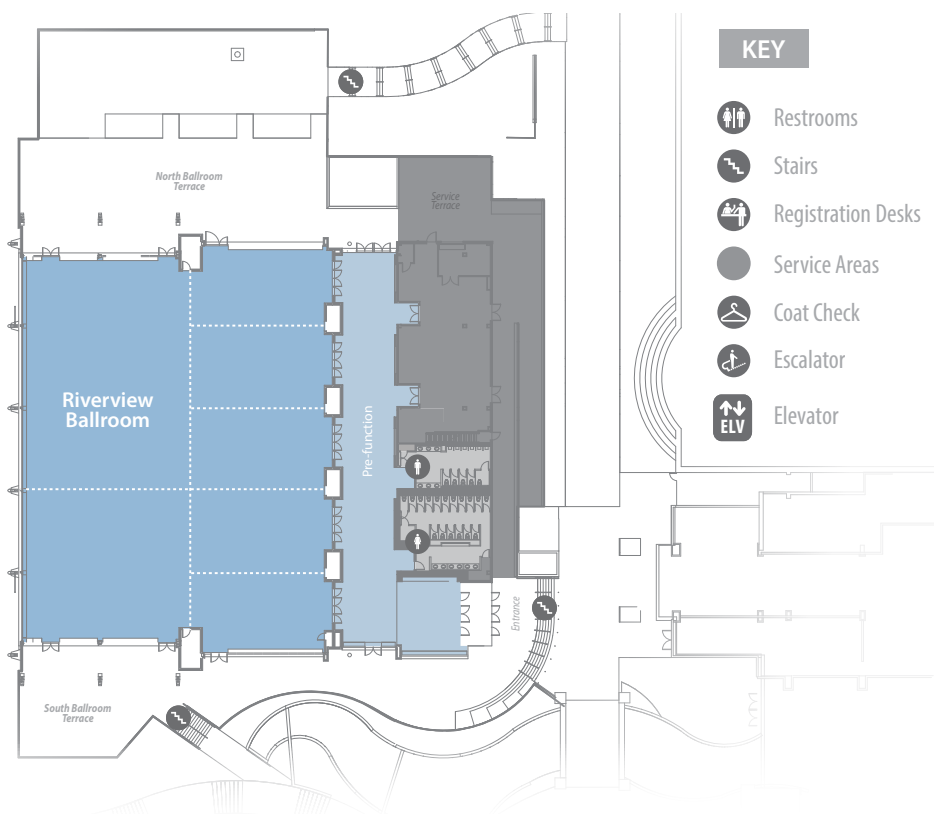 KEY
Restrooms
Stairs
Registration Desks
Service Areas
Coat Check
Escalator
ELV
Elevator
North Ballroom
Terrace
Service
Terrace
Riverview
Ballroom
Pre-function
Entrance
South Ballroom
Terrace